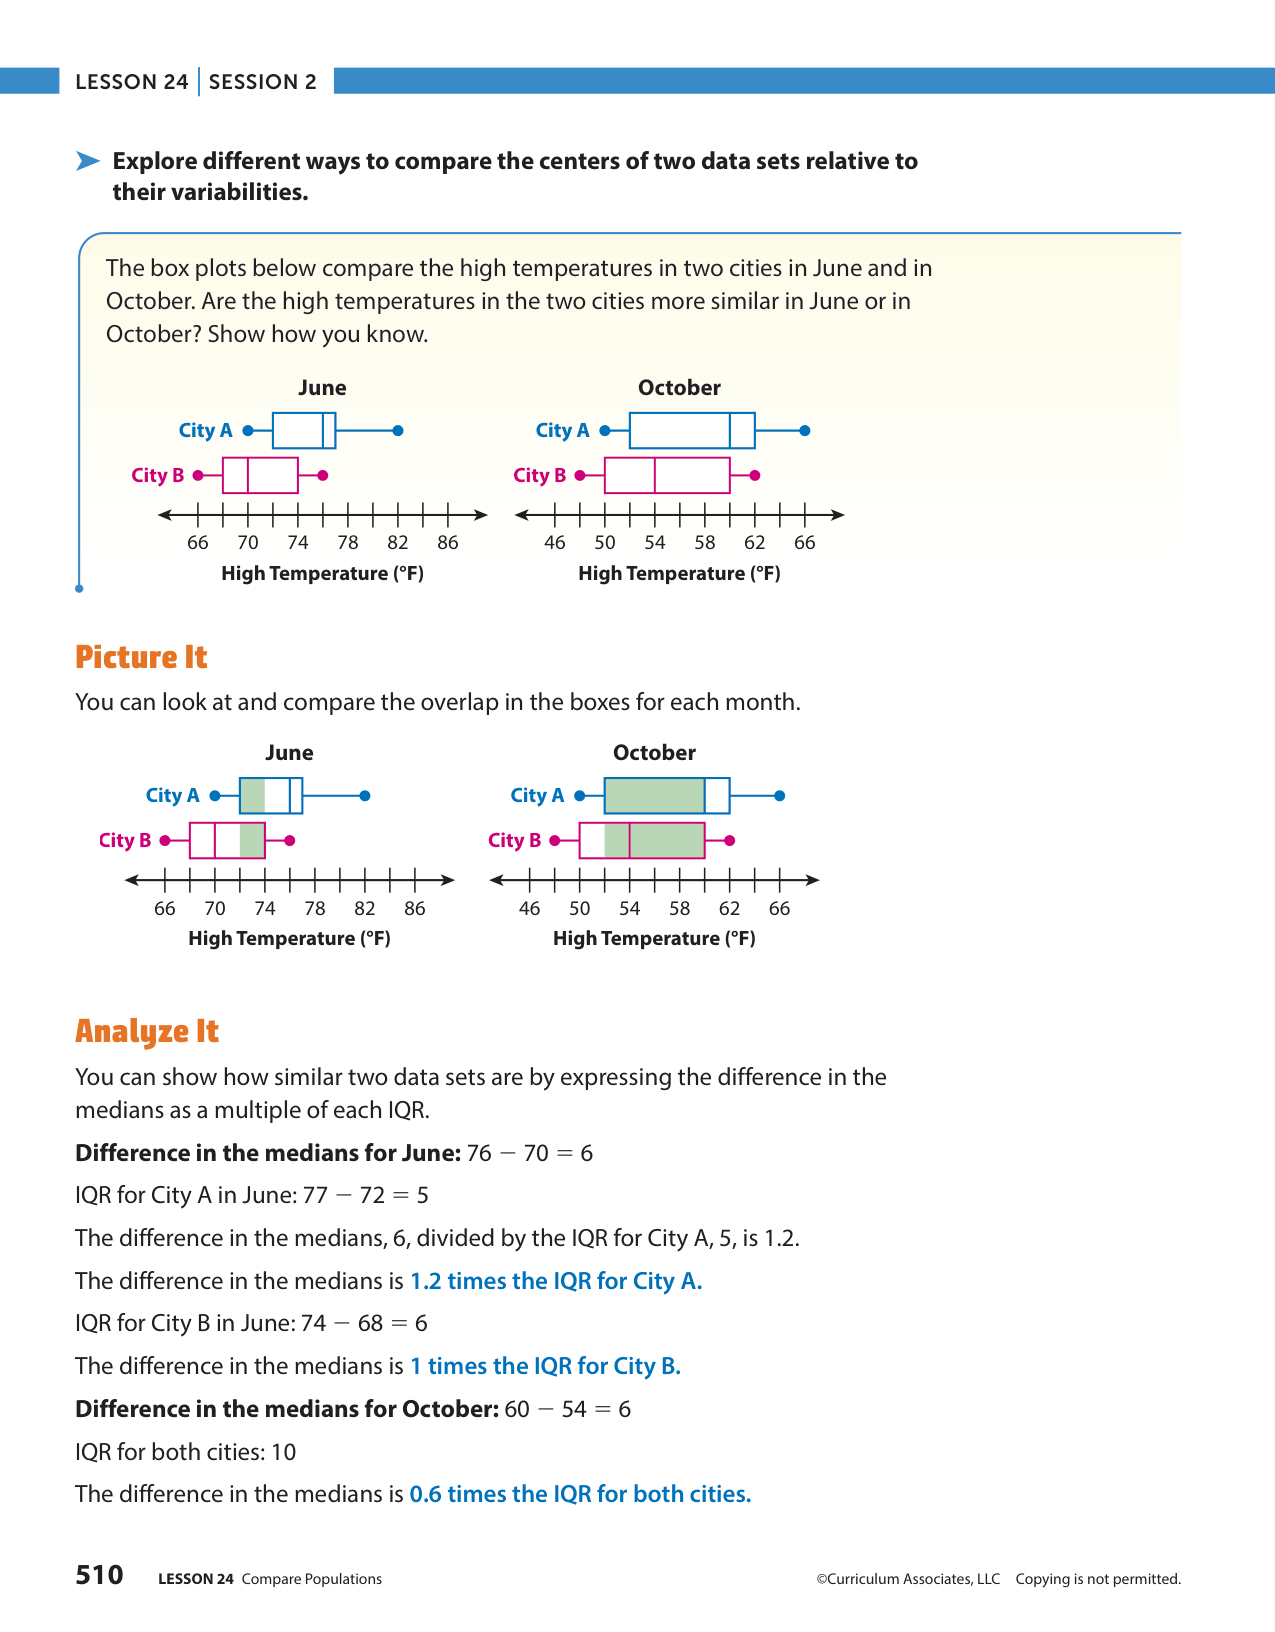 LESSON 24 | SESSION 2
Explore different ways to compare the centers of two data sets relative to
their variabilities.
The box plots below compare the high temperatures in two cities in June and in
October. Are the high temperatures in the two cities more similar in June or in
October? Show how you know.
June
City A
City B
66 70 74 78 82 86
High Temperature (°F)
October
City A
City B
46 50 54 58 62 66
High Temperature (°F)
Picture It
You can look at and compare the overlap in the boxes for each month.
June
City A
City B
66 70 74 78 82 86
High Temperature (°F)
October
City A
City B
46 50 54 58 62 66
High Temperature (°F)
Analyze It
You can show how similar two data sets are by expressing the difference in the
medians as a multiple of each IQR.
Difference in the medians for June: 76 − 70 = 6
IQR for City A in June: 77 − 72 = 5
The difference in the medians, 6, divided by the IQR for City A, 5, is 1.2.
The difference in the medians is 1.2 times the IQR for City A.
IQR for City B in June: 74 − 68 = 6
The difference in the medians is 1 times the IQR for City B.
Difference in the medians for October: 60 − 54 = 6
IQR for both cities: 10
The difference in the medians is 0.6 times the IQR for both cities.
510 LESSON 24 Compare Populations ©Curriculum Associates, LLC Copying is not permitted.